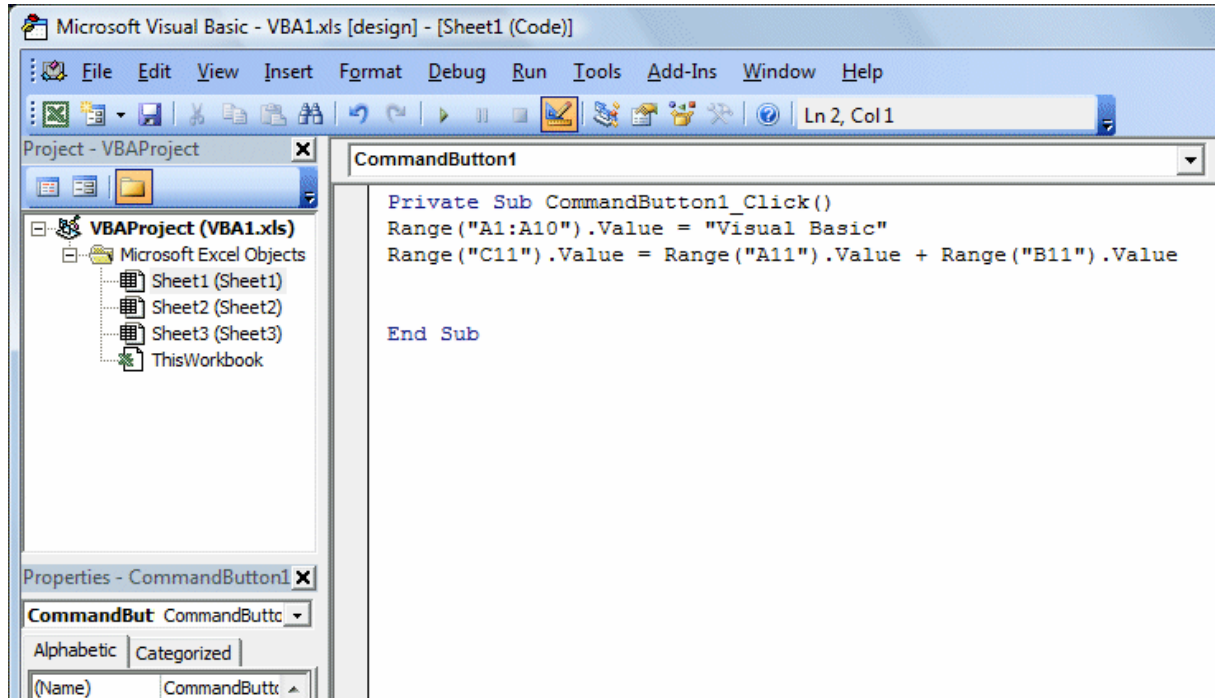 Microsoft Visual Basic - VBA1.xls [design] - [Sheet1 (Code)]
File Edit View Insert Format Debug Run Tools Add-Ins Window Help
Ln 2, Col 1
Project - VBAProject
VBAProject (VBA1.xls)
Microsoft Excel Objects
Sheet1 (Sheet1)
Sheet2 (Sheet2)
Sheet3 (Sheet3)
ThisWorkbook
Properties - CommandButton1
CommandBut CommandButtc
Alphabetic Categorized
(Name) CommandButtc
CommandButton1
Private Sub CommandButton1_Click()
Range("A1:A10").Value = "Visual Basic"
Range("C11").Value = Range("A11").Value + Range("B11").Value
End Sub